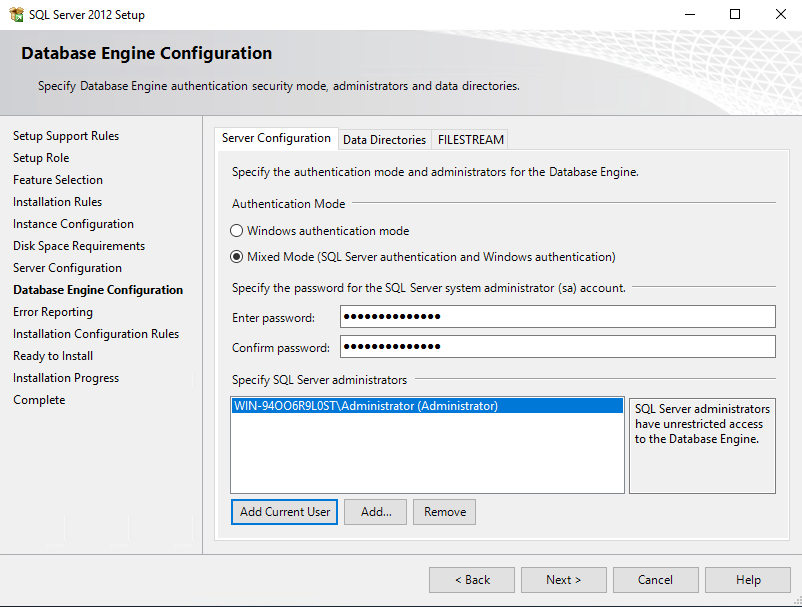 SQL Server 2012 Setup
Database Engine Configuration
Specify Database Engine authentication security mode, administrators and data directories.
Setup Support Rules
Setup Role
Feature Selection
Installation Rules
Instance Configuration
Disk Space Requirements
Server Configuration
Database Engine Configuration
Error Reporting
Installation Configuration Rules
Ready to Install
Installation Progress
Complete
Server Configuration Data Directories FILESTREAM
Specify the authentication mode and administrators for the Database Engine.
Authentication Mode
Windows authentication mode
Mixed Mode (SQL Server authentication and Windows authentication)
Specify the password for the SQL Server system administrator (sa) account.
Enter password: ●●●●●●●●●●●●●●
Confirm password: ●●●●●●●●●●●●●●
Specify SQL Server administrators
WIN-94OO6R9L0ST\Administrator (Administrator)
SQL Server administrators
have unrestricted access
to the Database Engine.
Add Current User Add... Remove
< Back Next > Cancel Help